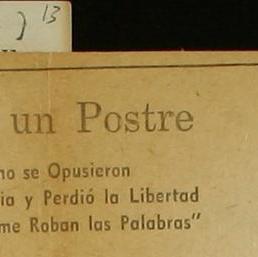 13
un Postre
no se Opusieron
ia y Perdió la Libertad
me Roban las Palabras"